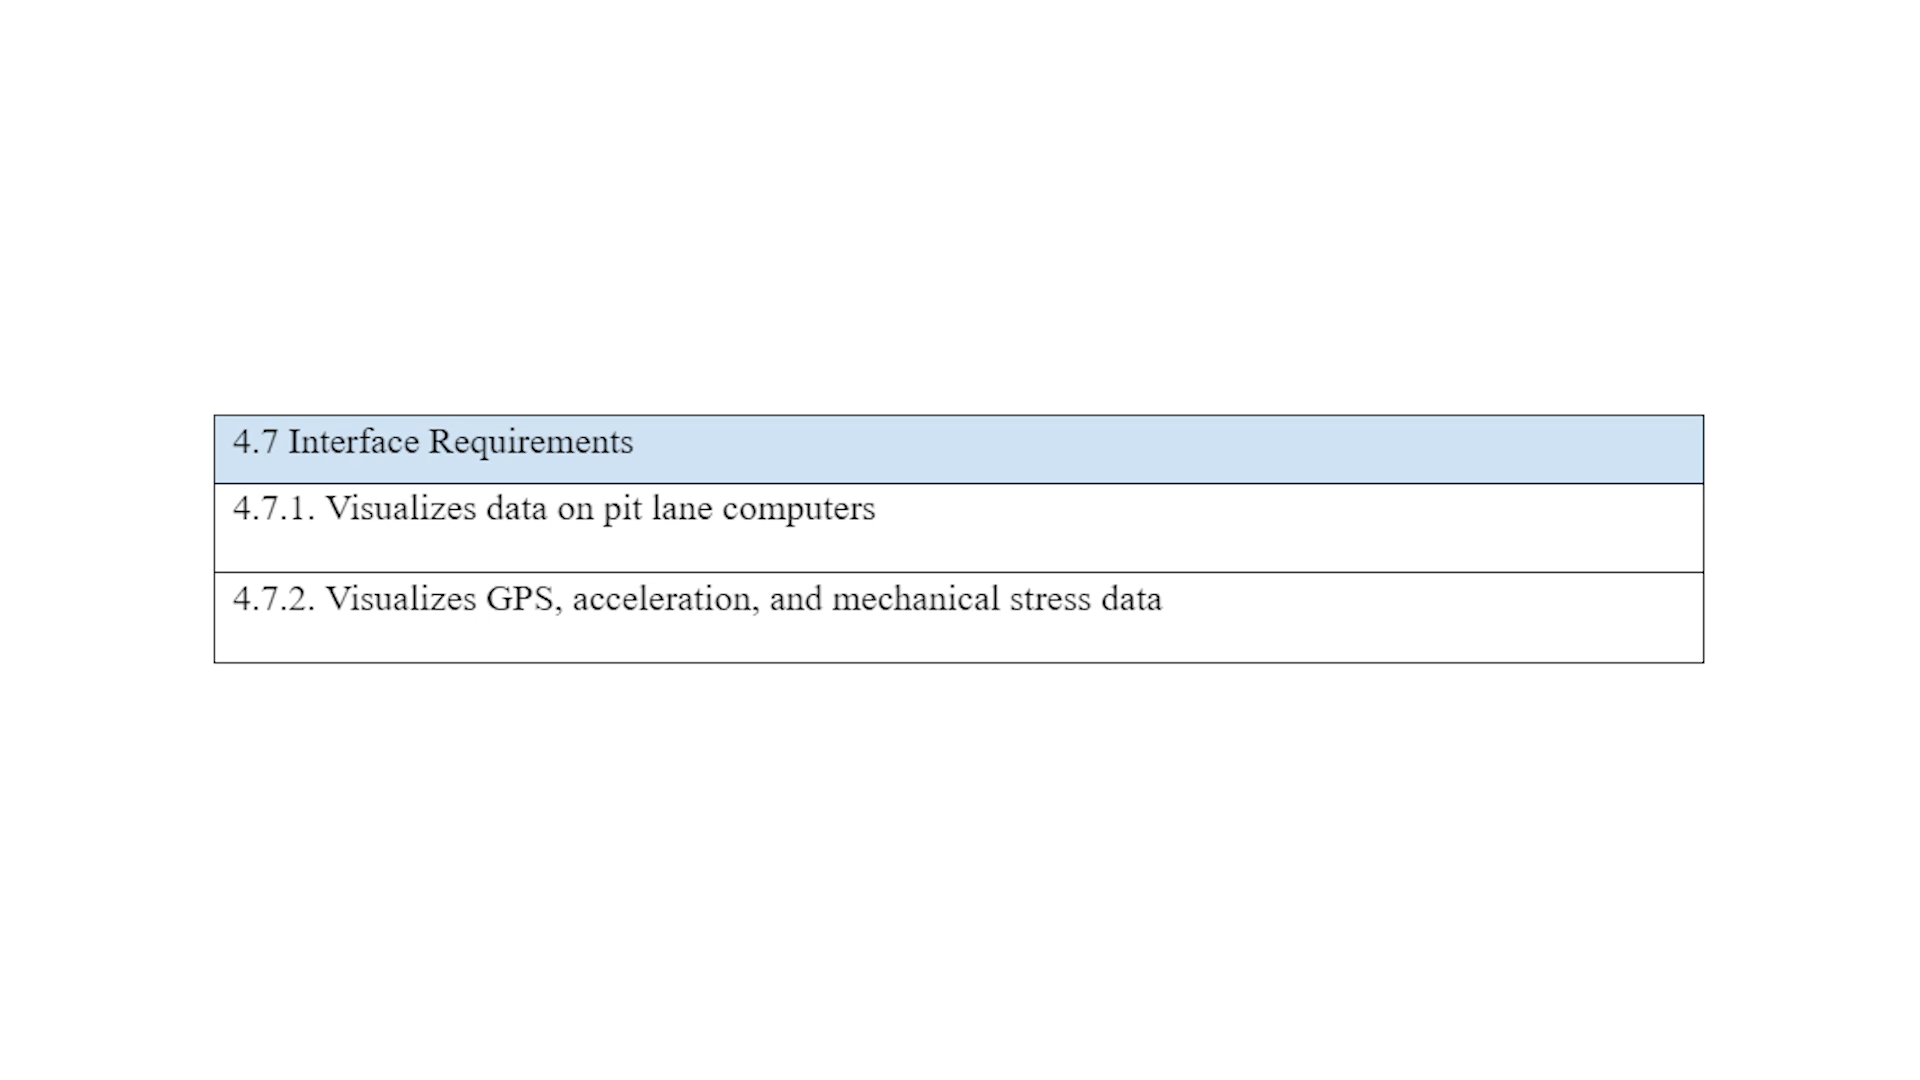 4.7 Interface Requirements
4.7.1. Visualizes data on pit lane computers
4.7.2. Visualizes GPS, acceleration, and mechanical stress data